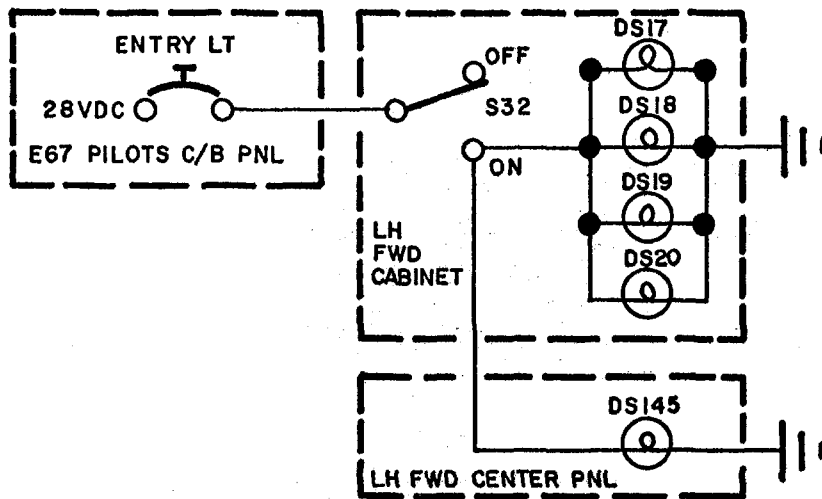 ENTRY LT
28VDC
E67 PILOTS C/B PNL
OFF
S32
ON
LH
FWD
CABINET
DS17
DS18
DS19
DS20
DS145
LH FWD CENTER PNL